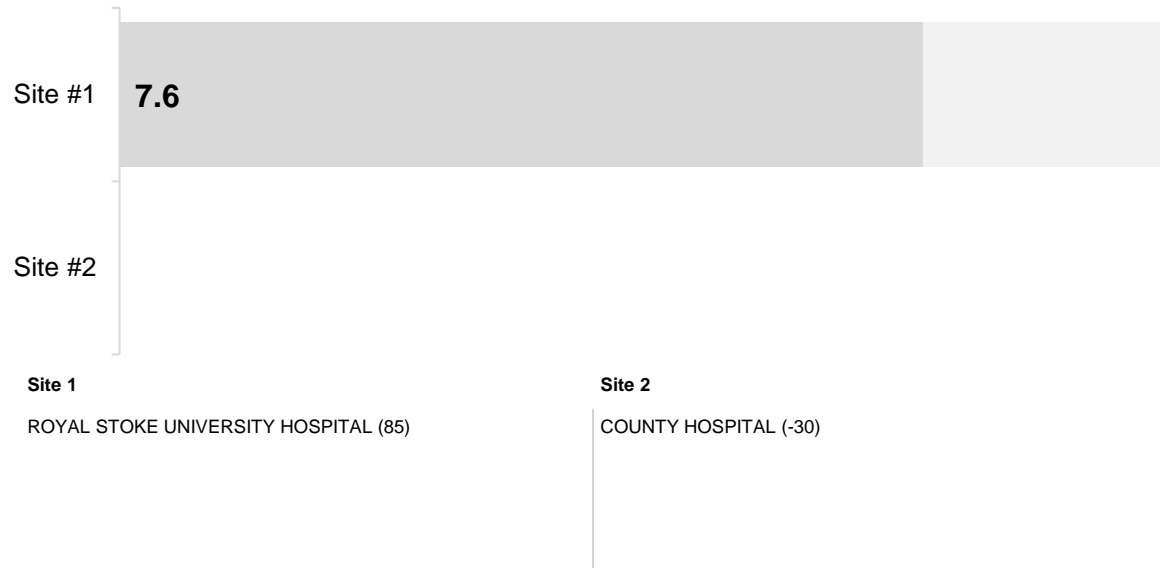 Site #1
7.6
Site #2
Site 1
Site 2
ROYAL STOKE UNIVERSITY HOSPITAL (85)
COUNTY HOSPITAL (-30)